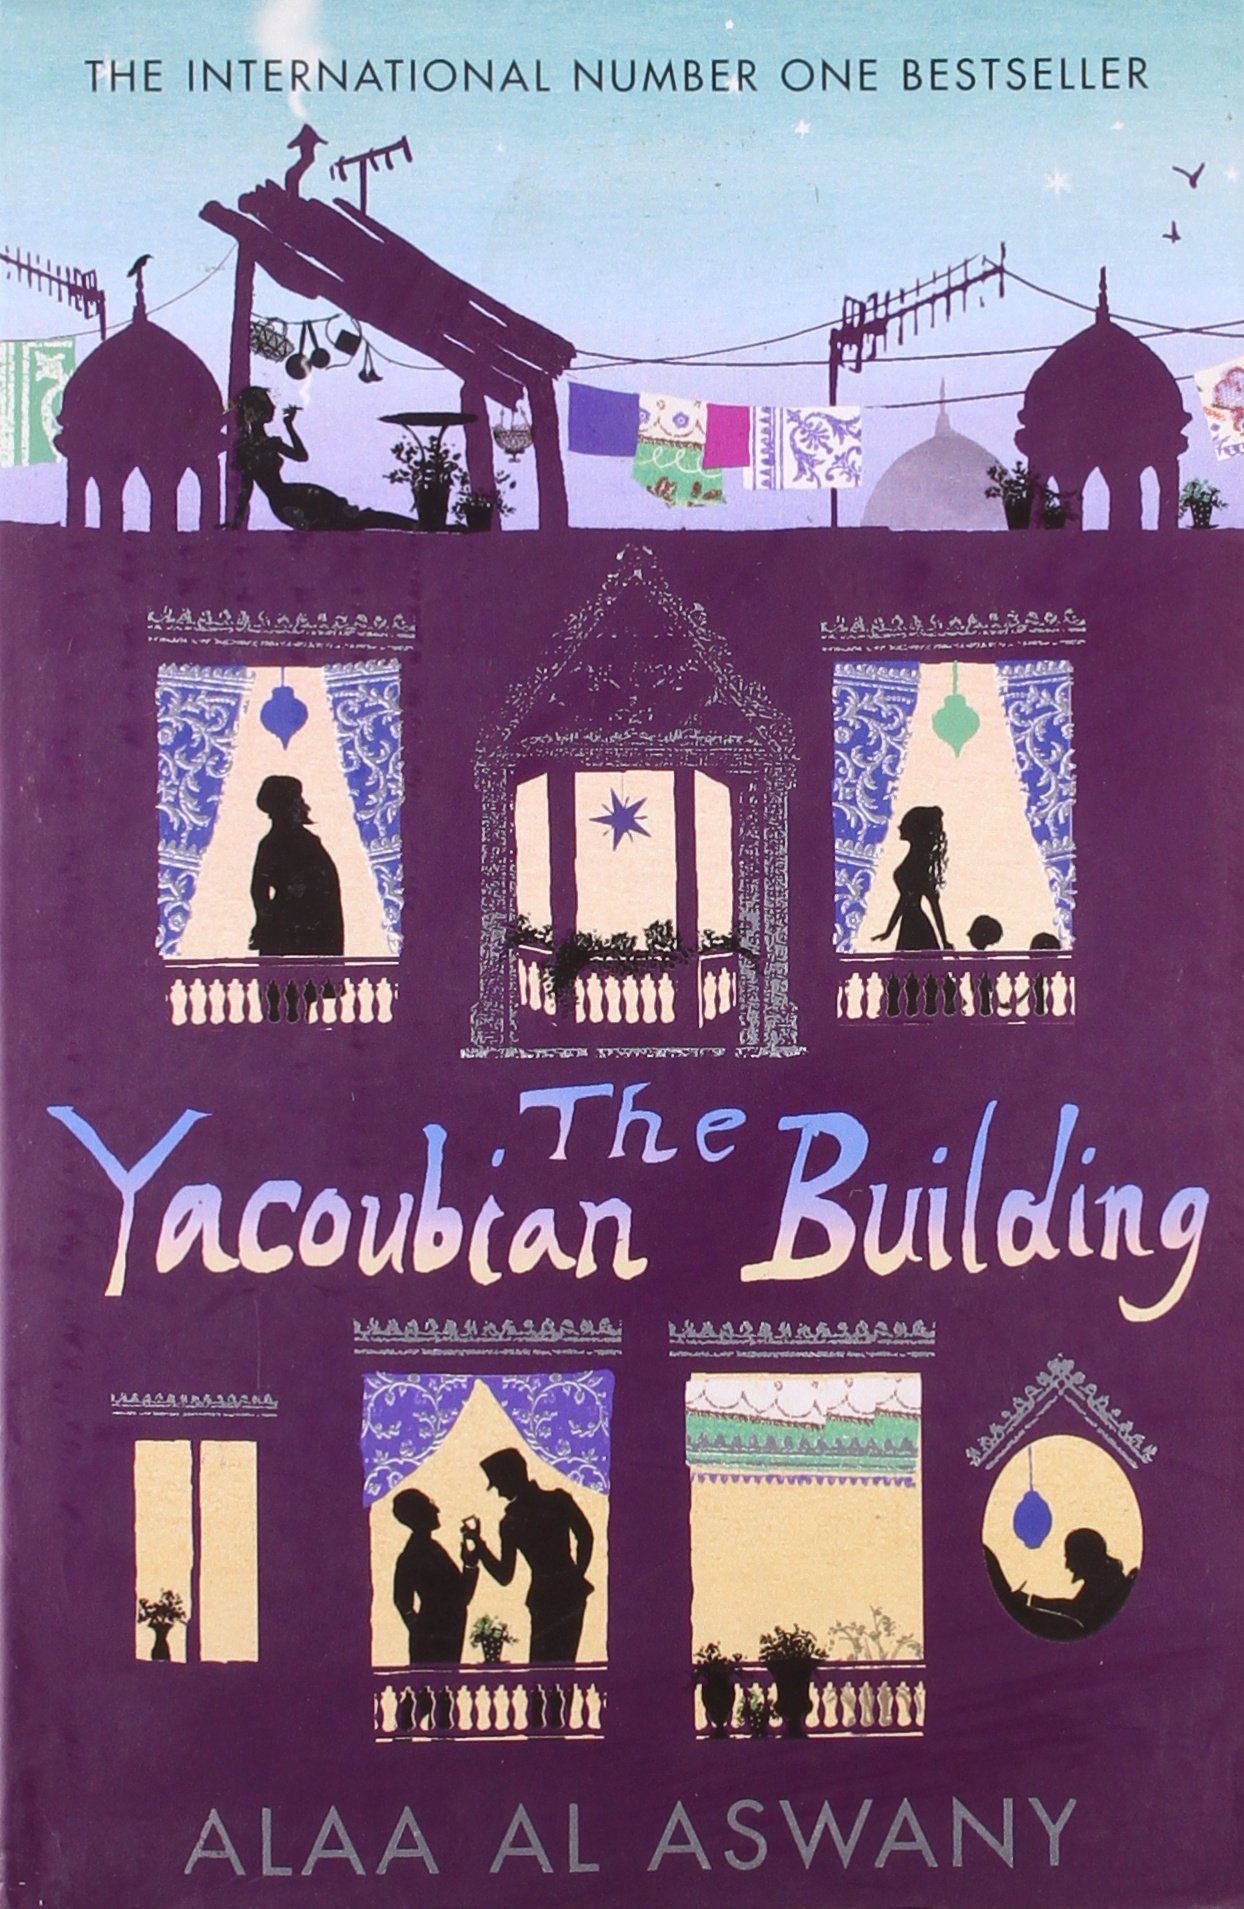 THE INTERNATIONAL NUMBER ONE BESTSELLER
The
Yacoubian Building
ALAA AL ASWANY